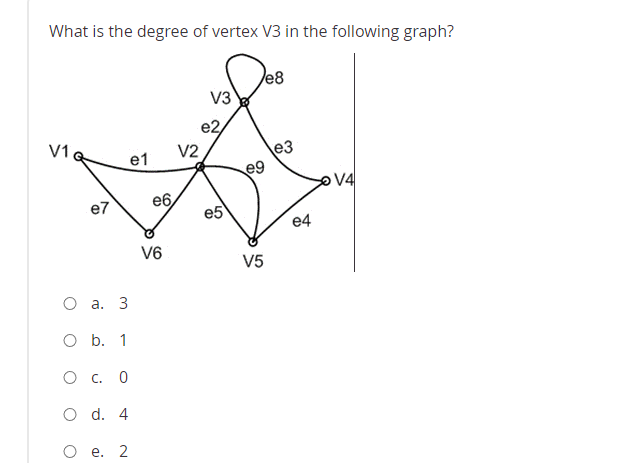 What is the degree of vertex V3 in the following graph?
e8
V3
e2
V1
e1
V2
e3
e9
V4
e7
e6
e5
e4
V6
V5
a. 3
b. 1
c. 0
d. 4
e. 2